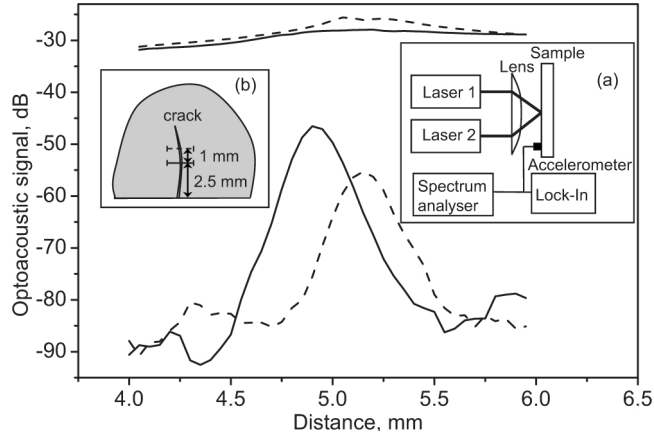 Optoacoustic signal, dB
-30
-40
-50
-60
-70
-80
-90
(b)
crack
1 mm
2.5 mm
(a)
Sample
Lens
Laser 1
Laser 2
Accelerometer
Spectrum
analyser
Lock-In
4.0 4.5 5.0 5.5 6.0 6.5
Distance, mm